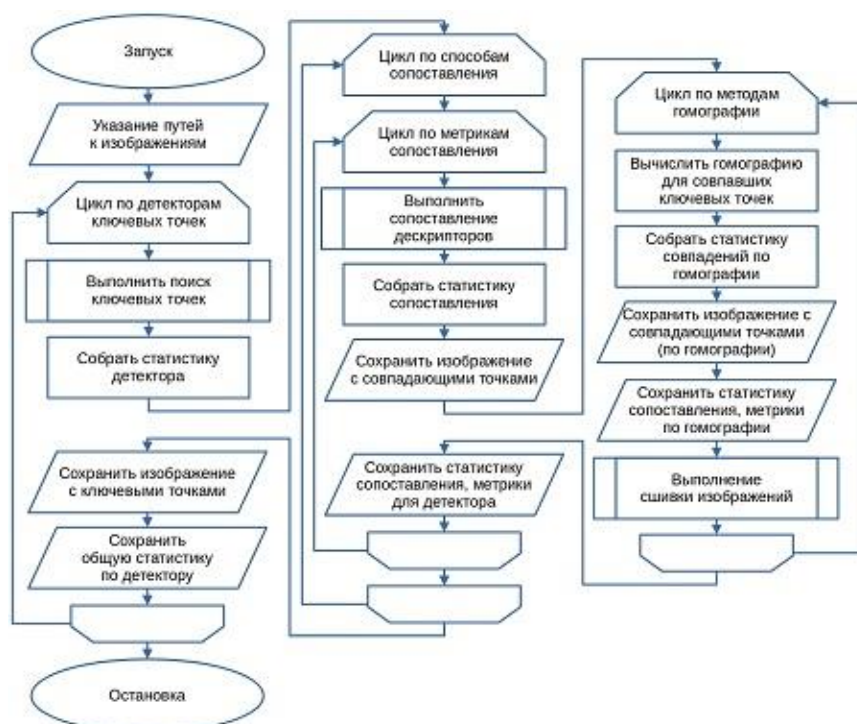 Запуск
Указание путей
к изображениям
Цикл по детекторам
ключевых точек
Выполнить поиск
ключевых точек
Собрать статистику
детектора
Цикл по способам
сопоставления
Цикл по метрикам
сопоставления
Выполнить
сопоставление
дескрипторов
Собрать статистику
сопоставления
Сохранить изображение
с совпадающими точками
Цикл по методам
гомографии
Вычислить гомографию
для совпавших
ключевых точек
Собрать статистику
совпадений по
гомографии
Сохранить изображение с
совпадающими точками
(по гомографии)
Сохранить статистику
сопоставления, метрики
по гомографии
Выполнение
сшивки изображений
Сохранить статистику
сопоставления, метрики
для детектора
Сохранить изображение
с ключевыми точками
Сохранить
общую статистику
по детектору
Остановка